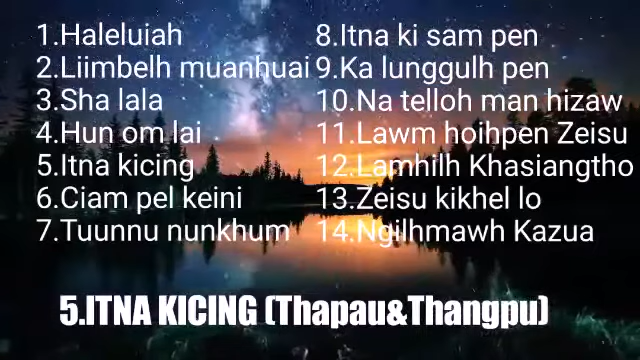 1.Haleluiah
2.Liimbelh muanhuai
3.Sha lala
4.Hun om lai
5.Itna kicing
6.Ciam pel keini
7.Tuunnu nunkhum
8.Itna ki sam pen
9.Ka lunggulh pen
10.Na telloh man hizaw
11.Lawm hoihpen Zeisu
12.Lamhilh Khasiangtho
13.Zeisu kikhel lo
14.Ngilhmawh Kazua
5.ITNA KICING (Thapau&Thangpu)